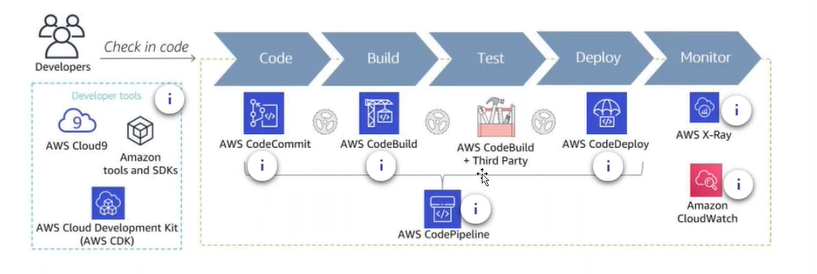 Developers
Check in code
Code
Build
Test
Deploy
Monitor
Developer tools
i
9
AWS Cloud9
Amazon
tools and SDKs
AWS Cloud Development Kit
(AWS CDK)
AWS CodeCommit
i
AWS CodeBuild
i
AWS CodeBuild
+ Third Party
AWS CodeDeploy
i
AWS X-Ray
i
Amazon
CloudWatch
i
AWS CodePipeline
i